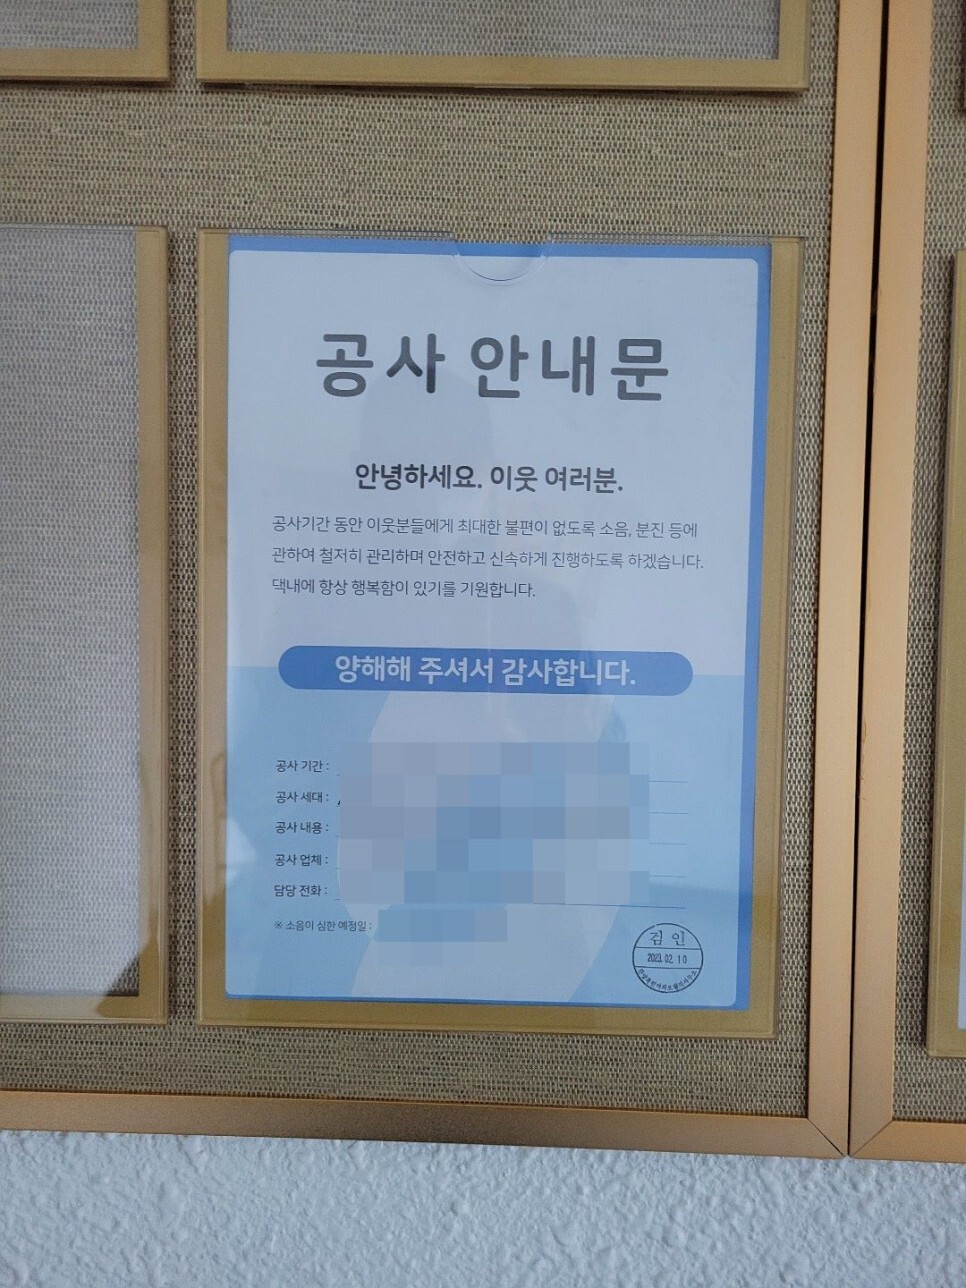 공사 안내문
안녕하세요. 이웃 여러분.
공사기간 동안 이웃분들에게 최대한 불편이 없도록 소음, 분진 등에
관하여 철저히 관리하며 안전하고 신속하게 진행하도록 하겠습니다.
댁내에 항상 행복함이 있기를 기원합니다.
양해해 주셔서 감사합니다.
공사 기간 :
공사 세대 :
공사 내용 :
공사 업체 :
담당 전화 :
※ 소음이 심한 예정일 :
검 인
2023. 02. 10